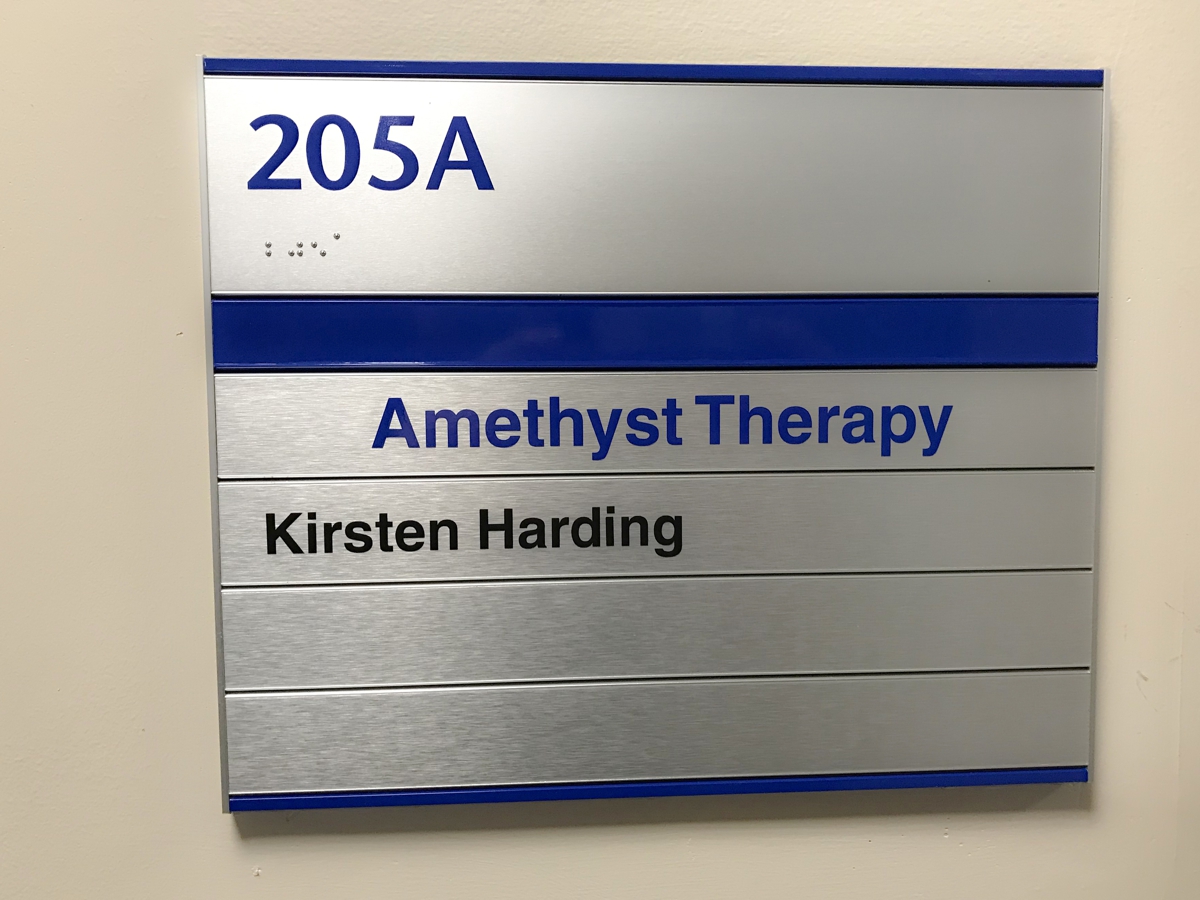 205A
Amethyst Therapy
Kirsten Harding